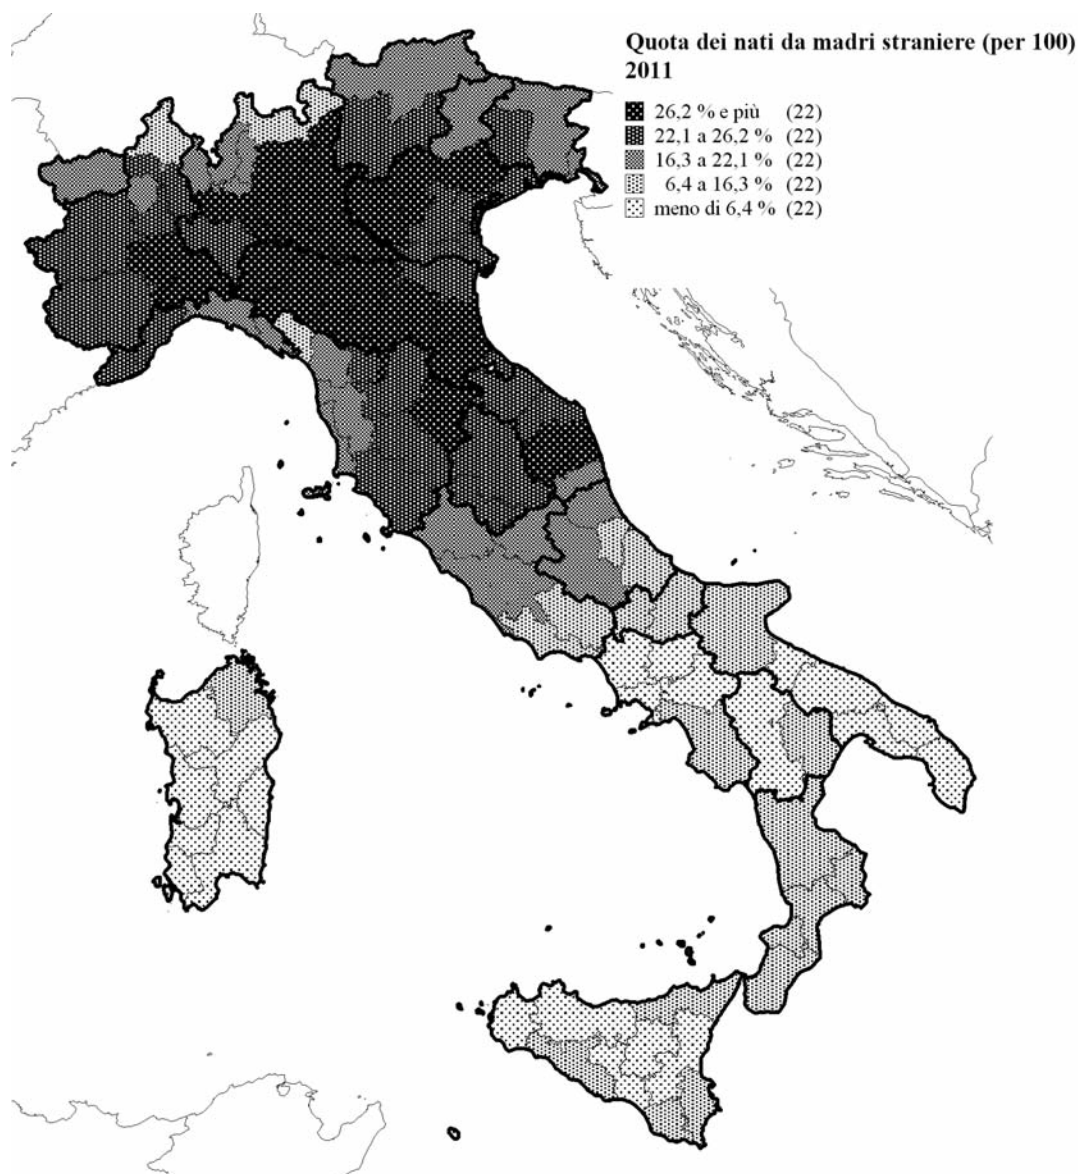 Quota dei nati da madri straniere (per 100)
2011
26,2 % e più (22)
22,1 a 26,2 % (22)
16,3 a 22,1 % (22)
6,4 a 16,3 % (22)
meno di 6,4 % (22)